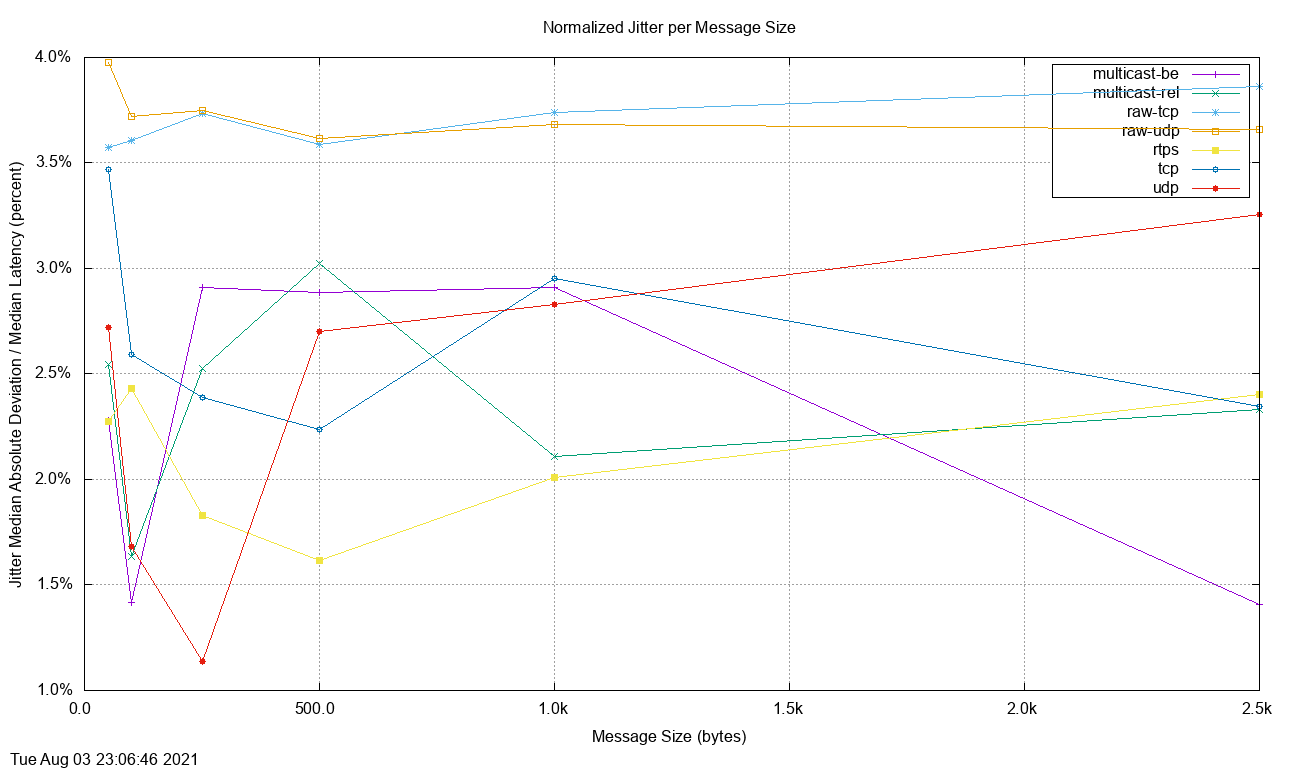 Normalized Jitter per Message Size
Jitter Median Absolute Deviation / Median Latency (percent)
4.0%
3.5%
3.0%
2.5%
2.0%
1.5%
1.0%
multicast-be
multicast-rel
raw-tcp
raw-udp
rtps
tcp
udp
0.0
500.0
1.0k
1.5k
2.0k
2.5k
Message Size (bytes)
Tue Aug 03 23:06:46 2021